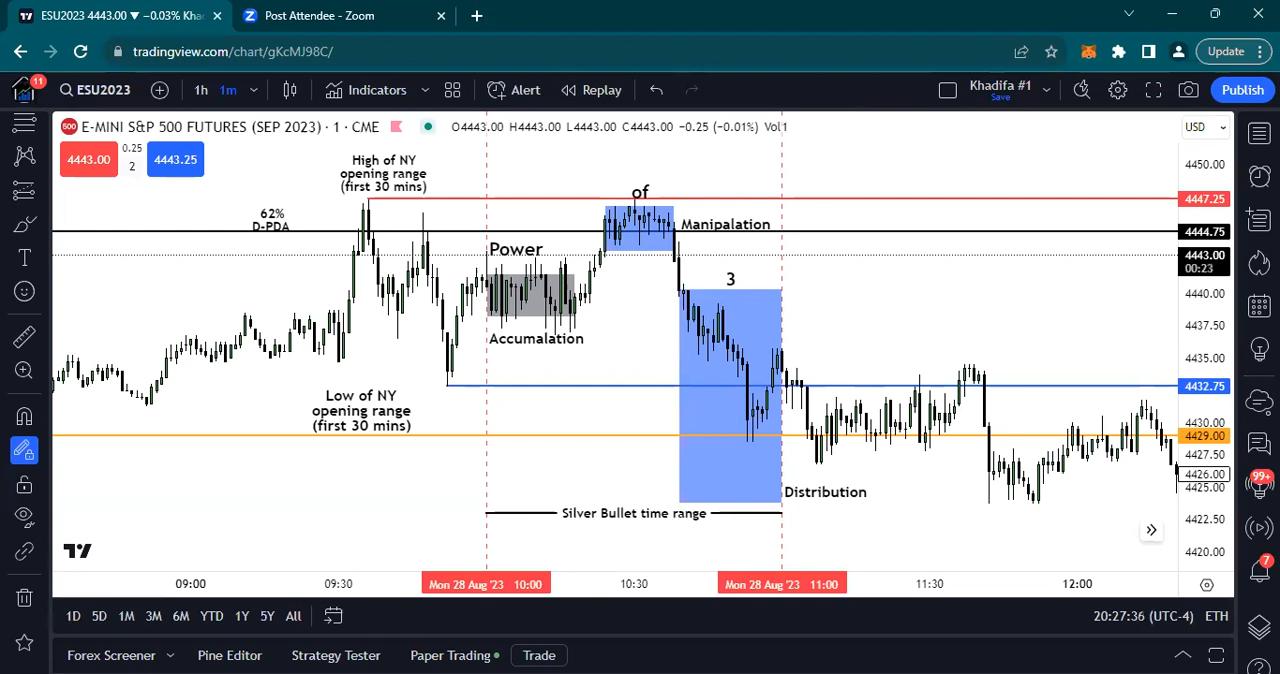 ESU2023 4443.00 ▼ −0.03% Kha
Post Attendee - Zoom
tradingview.com/chart/gKcMJ98C/
Update
11
ESU2023
1h
1m
Indicators
Alert
Replay
Khadifa #1
Save
Publish
500
E-MINI S&P 500 FUTURES (SEP 2023) · 1 · CME
O4443.00 H4443.00 L4443.00 C4443.00 −0.25 (−0.01%) Vol1
USD
4443.00
0.25
2
4443.25
High of NY
opening range
(first 30 mins)
62%
D-PDA
Power
of
Manipalation
3
Accumalation
Low of NY
opening range
(first 30 mins)
Distribution
Silver Bullet time range
4450.00
4447.25
4444.75
4443.00
00:23
4440.00
4437.50
4435.00
4432.75
4430.00
4429.00
4427.50
4426.00
4425.00
4422.50
4420.00
09:00
09:30
Mon 28 Aug '23 10:00
10:30
Mon 28 Aug '23 11:00
11:30
12:00
99+
7
1D
5D
1M
3M
6M
YTD
1Y
5Y
All
20:27:36 (UTC-4)
ETH
Forex Screener
Pine Editor
Strategy Tester
Paper Trading
Trade